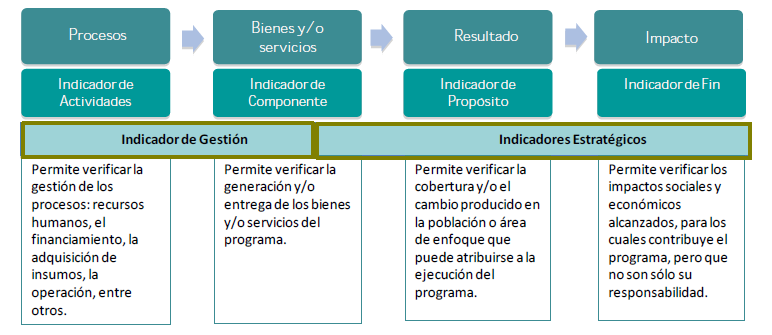 Procesos
Bienes y/o
servicios
Resultado
Impacto
Indicador de
Actividades
Indicador de
Componente
Indicador de
Propósito
Indicador de Fin
Indicador de Gestión
Indicadores Estratégicos
Permite verificar la
gestión de los
procesos: recursos
humanos, el
financiamiento, la
adquisición de
insumos, la
operación, entre
otros.
Permite verificar la
generación y/o
entrega de los bienes
y/o servicios del
programa.
Permite verificar la
cobertura y/o el
cambio producido en
la población o área
de enfoque que
puede atribuirse a la
ejecución del
programa.
Permite verificar los
impactos sociales y
económicos
alcanzados, para los
cuales contribuye el
programa, pero que
no son sólo su
responsabilidad.